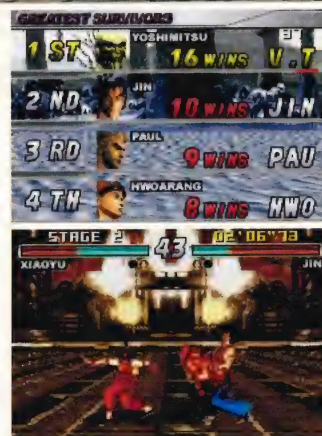 GREATEST SURVIVORS
1 ST YOSHIMITSU 16 WINS V.T
2 ND JIN 10 WINS JIN
3 RD PAUL 9 WINS PAU
4 TH HWOARANG 8 WINS HWO
STAGE 2 43 02'06"73
XIAOYU JIN